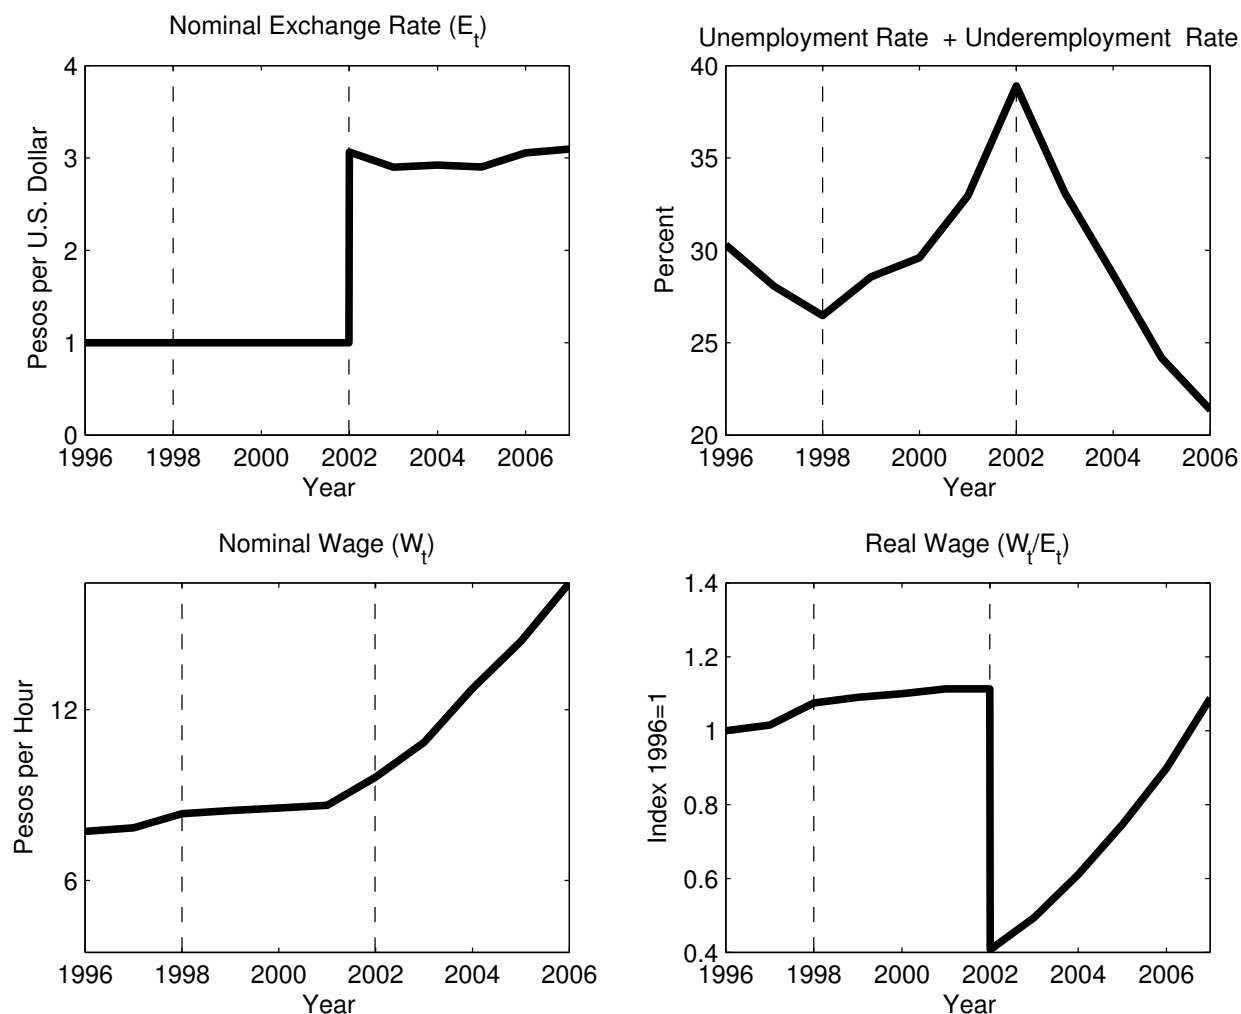 Nominal Exchange Rate (E_t)
Pesos per U.S. Dollar
4
3
2
1
0
1996 1998 2000 2002 2004 2006
Year
Unemployment Rate + Underemployment Rate
Percent
40
35
30
25
20
1996 1998 2000 2002 2004 2006
Year
Nominal Wage (W_t)
Pesos per Hour
12
6
1996 1998 2000 2002 2004 2006
Year
Real Wage (W_t/E_t)
Index 1996=1
1.4
1.2
1
0.8
0.6
0.4
1996 1998 2000 2002 2004 2006
Year